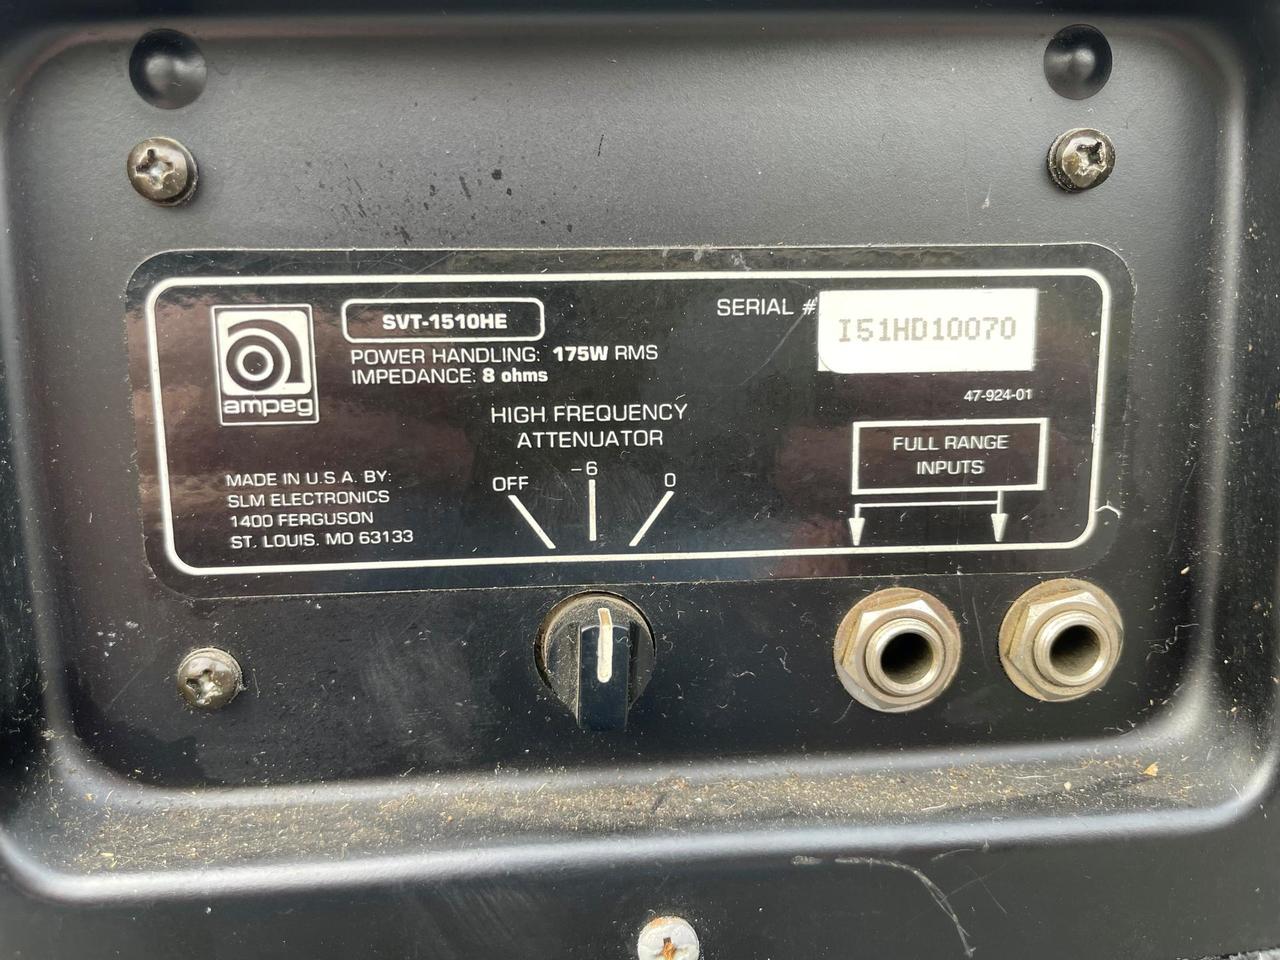 SVT-1510HE
SERIAL #
I51HD10070
POWER HANDLING: 175W RMS
IMPEDANCE: 8 ohms
ampeg
47-924-01
HIGH FREQUENCY
ATTENUATOR
OFF
-6
0
FULL RANGE
INPUTS
MADE IN U.S.A. BY:
SLM ELECTRONICS
1400 FERGUSON
ST. LOUIS. MO 63133